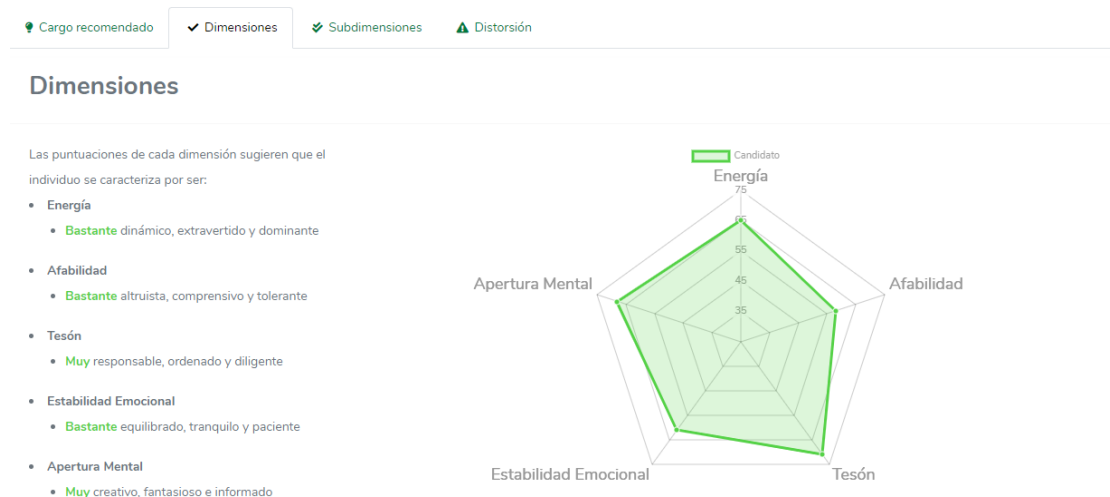 Cargo recomendado
Dimensiones
Subdimensiones
Distorsión
Dimensiones
Las puntuaciones de cada dimensión sugieren que el
individuo se caracteriza por ser:
Energía
Bastante dinámico, extravertido y dominante
Afabilidad
Bastante altruista, comprensivo y tolerante
Tesón
Muy responsable, ordenado y diligente
Estabilidad Emocional
Bastante equilibrado, tranquilo y paciente
Apertura Mental
Muy creativo, fantasioso e informado
Candidato
Energía
75
65
55
45
35
Apertura Mental
Afabilidad
Estabilidad Emocional
Tesón